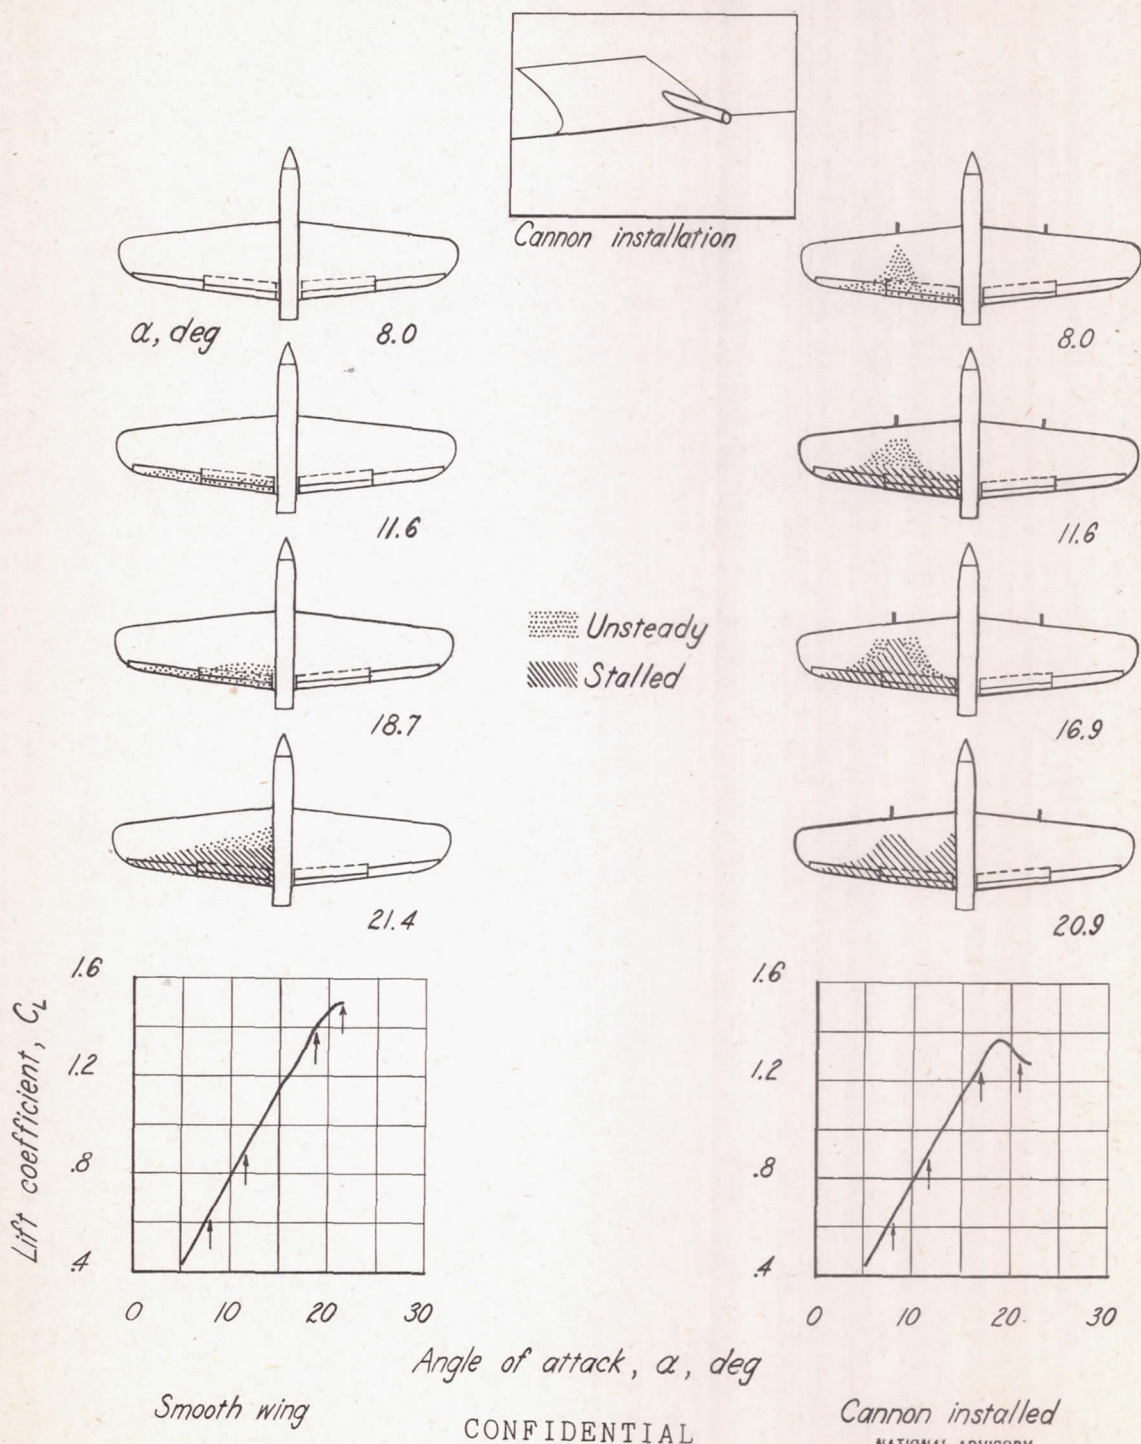 Cannon installation
α, deg
8.0
11.6
18.7
21.4
8.0
11.6
16.9
20.9
Unsteady
Stalled
Lift coefficient, C_L
1.6
1.2
.8
.4
0 10 20 30
1.6
1.2
.8
.4
0 10 20 30
Angle of attack, α, deg
Smooth wing
Cannon installed
CONFIDENTIAL
NATIONAL ADVISORY